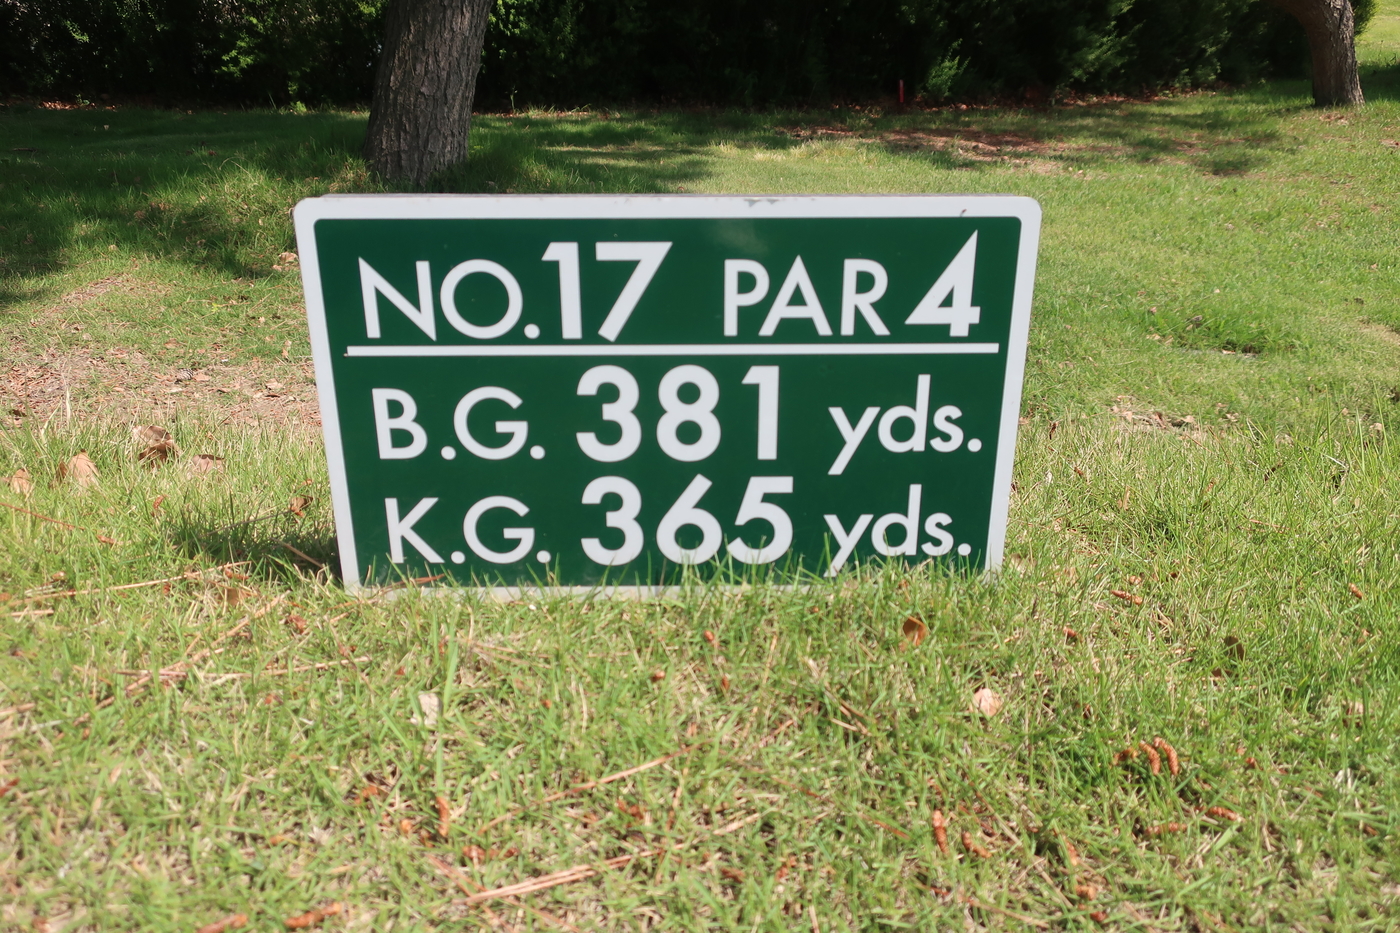 NO.17 PAR 4
B.G. 381 yds.
K.G. 365 yds.